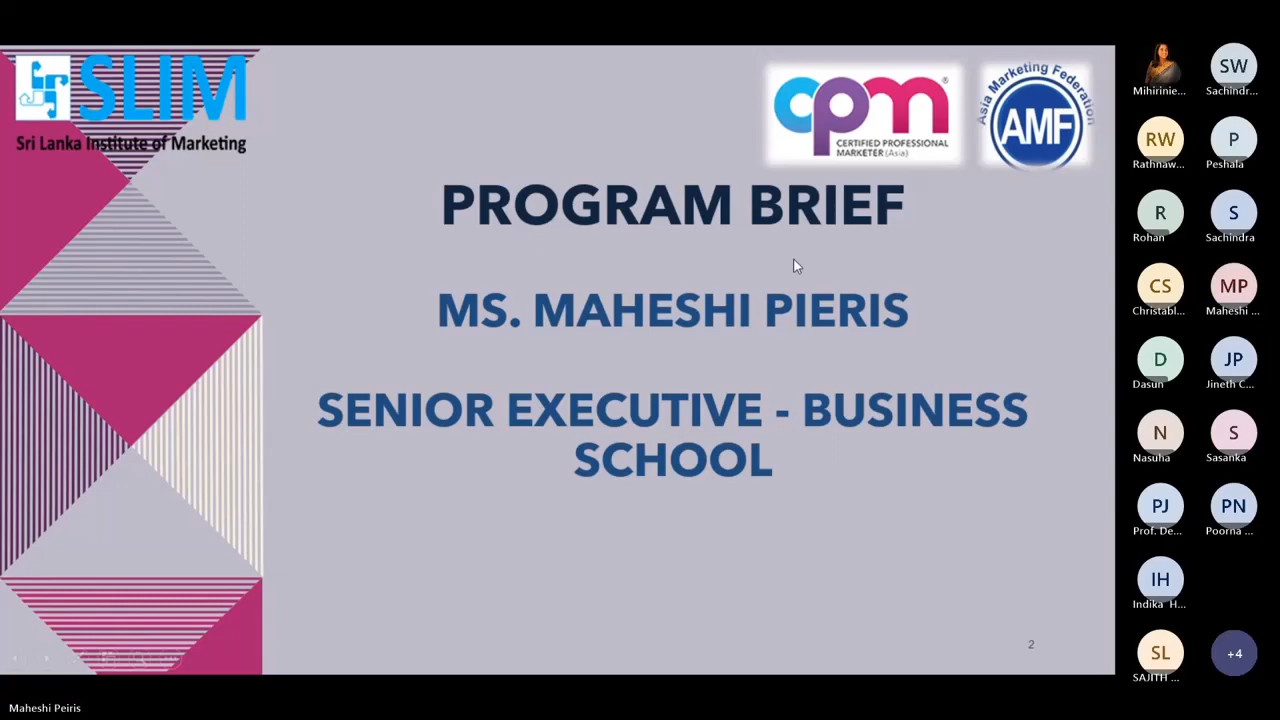 SLIM
Sri Lanka Institute of Marketing
cpm®
CERTIFIED PROFESSIONAL
MARKETER (Asia)
Asia Marketing Federation
AMF
PROGRAM BRIEF
MS. MAHESHI PIERIS
SENIOR EXECUTIVE - BUSINESS
SCHOOL
2
Mihirinie...
SW
Sachindr...
RW
Rathnaw...
P
Peshala
R
Rohan
S
Sachindra
CS
Christabl...
MP
Maheshi ...
D
Dasun
JP
Jineth C...
N
Nasuha
S
Sasanka
PJ
Prof. De...
PN
Poorna ...
IH
Indika H...
SL
SAJITH ...
+4
Maheshi Peiris